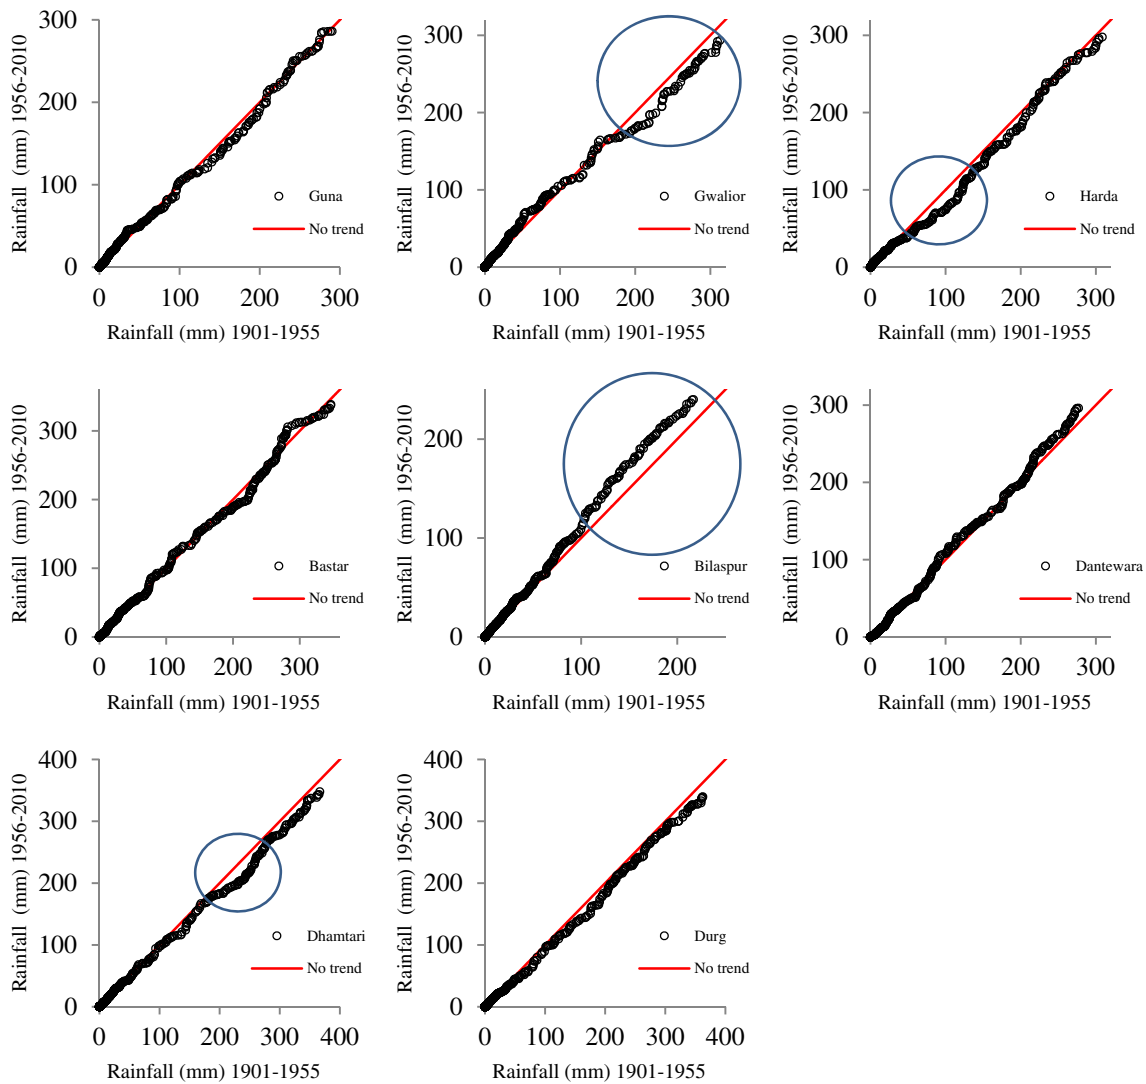 Rainfall (mm) 1956-2010
300
200
100
0
Guna
No trend
0 100 200 300
Rainfall (mm) 1901-1955
Rainfall (mm) 1956-2010
300
200
100
0
Gwalior
No trend
0 100 200 300
Rainfall (mm) 1901-1955
Rainfall (mm) 1956-2010
300
200
100
0
Harda
No trend
0 100 200 300
Rainfall (mm) 1901-1955
Rainfall (mm) 1956-2010
300
200
100
0
Bastar
No trend
0 100 200 300
Rainfall (mm) 1901-1955
Rainfall (mm) 1956-2010
200
100
0
Bilaspur
No trend
0 100 200
Rainfall (mm) 1901-1955
Rainfall (mm) 1956-2010
300
200
100
0
Dantewara
No trend
0 100 200 300
Rainfall (mm) 1901-1955
Rainfall (mm) 1956-2010
400
300
200
100
0
Dhamtari
No trend
0 100 200 300 400
Rainfall (mm) 1901-1955
Rainfall (mm) 1956-2010
400
300
200
100
0
Durg
No trend
0 100 200 300 400
Rainfall (mm) 1901-1955